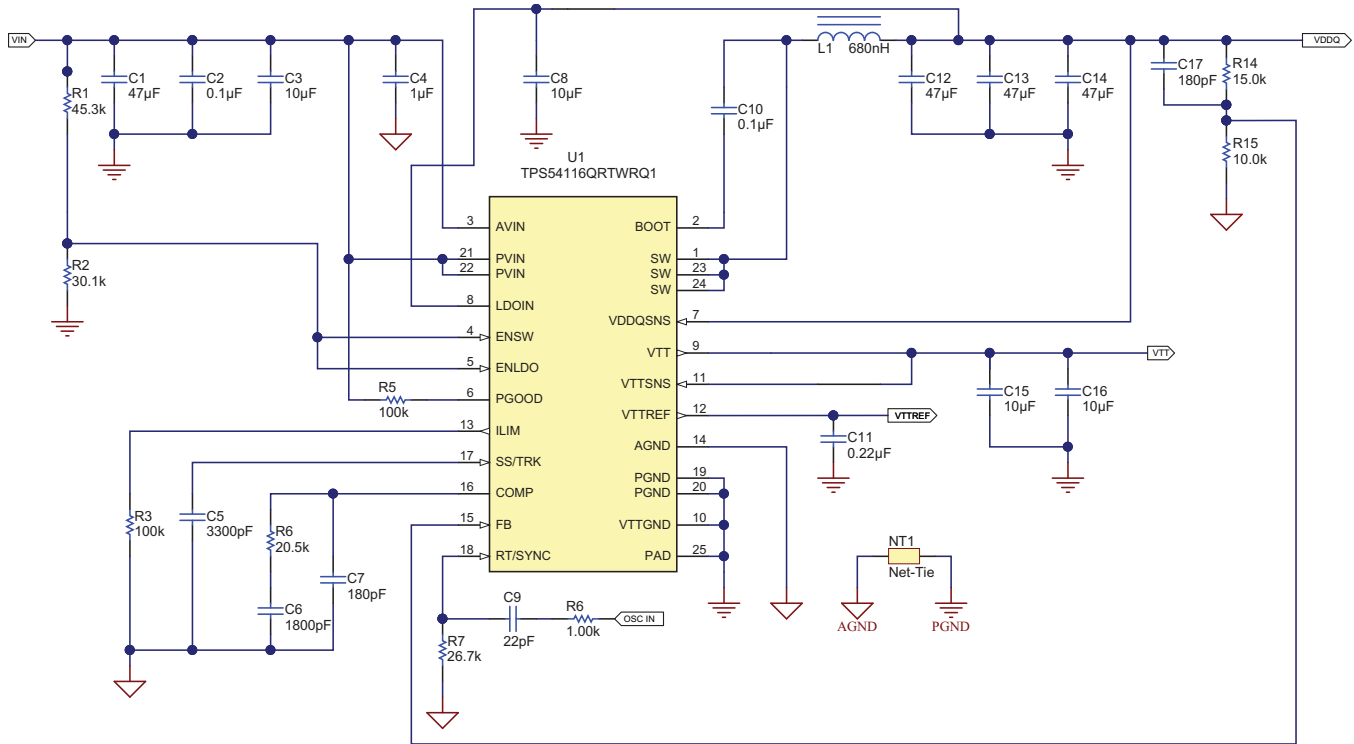 VIN
R1
45.3k
C1
47µF
C2
0.1µF
C3
10µF
C4
1µF
C8
10µF
L1 680nH
C10
0.1µF
C12
47µF
C13
47µF
C14
47µF
C17
180pF
R14
15.0k
VDDQ
R15
10.0k
R2
30.1k
U1
TPS54116QRTWRQ1
3 AVIN
21 PVIN
22 PVIN
8 LDOIN
4 ENSW
5 ENLDO
6 PGOOD
13 ILIM
17 SS/TRK
16 COMP
15 FB
18 RT/SYNC
BOOT 2
SW 1
SW 23
SW 24
VDDQSNS 7
VTT 9
VTTSNS 11
VTTREF 12
AGND 14
PGND 19
PGND 20
VTTGND 10
PAD 25
VTT
C15
10µF
C16
10µF
VTTREF
C11
0.22µF
R5
100k
R3
100k
C5
3300pF
R6
20.5k
C6
1800pF
C7
180pF
C9
22pF
R6
1.00k
OSC IN
R7
26.7k
NT1
Net-Tie
AGND
PGND